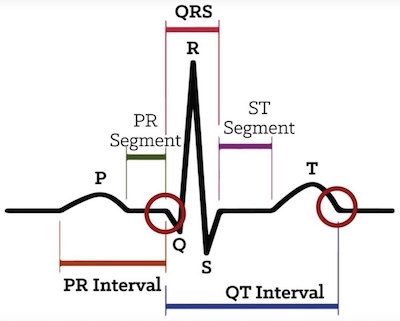 QRS
R
PR
Segment
ST
Segment
P
T
Q
S
PR Interval
QT Interval